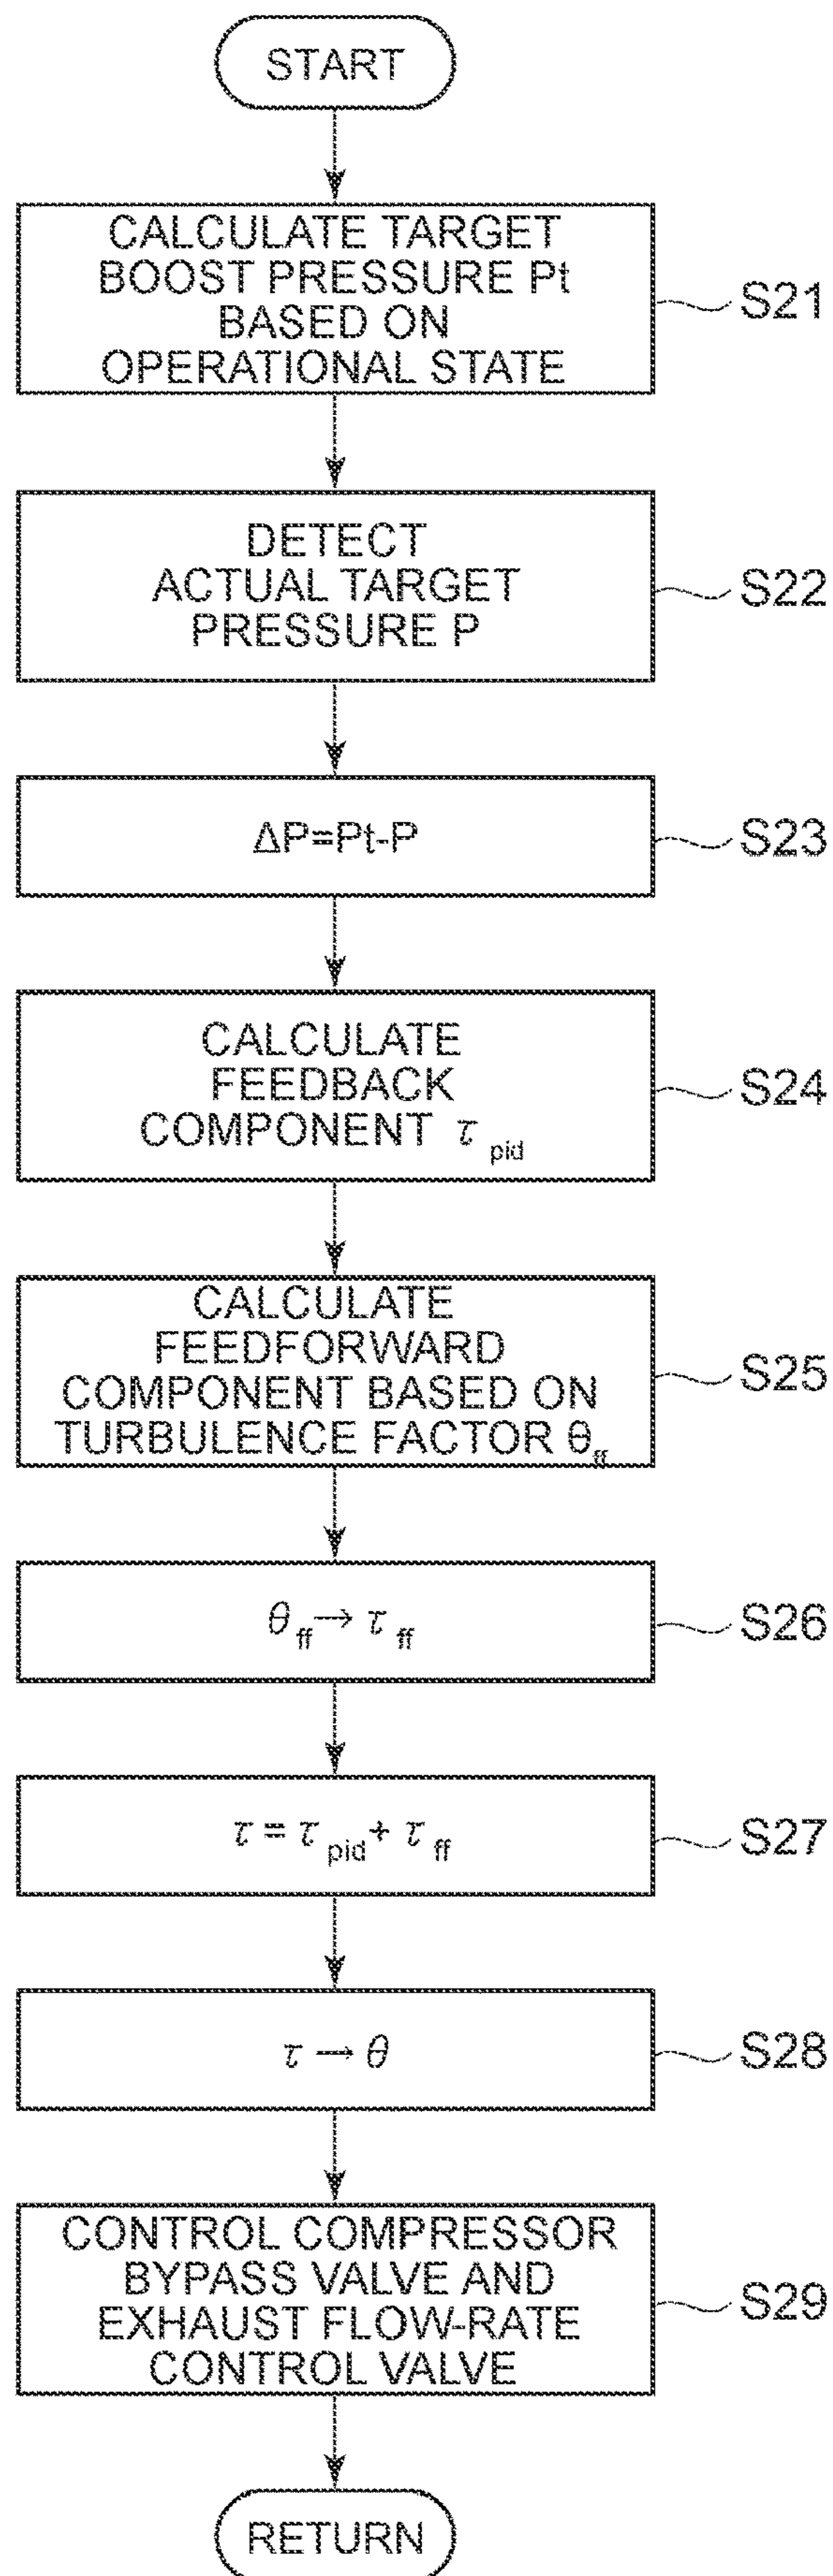 START
CALCULATE TARGET
BOOST PRESSURE Pt
BASED ON
OPERATIONAL STATE
S21
DETECT
ACTUAL TARGET
PRESSURE P
S22
ΔP=Pt-P
S23
CALCULATE
FEEDBACK
COMPONENT τ pid
S24
CALCULATE
FEEDFORWARD
COMPONENT BASED ON
TURBULENCE FACTOR θff
S25
θff→τff
S26
τ=τpid+τff
S27
τ→θ
S28
CONTROL COMPRESSOR
BYPASS VALVE AND
EXHAUST FLOW-RATE
CONTROL VALVE
S29
RETURN